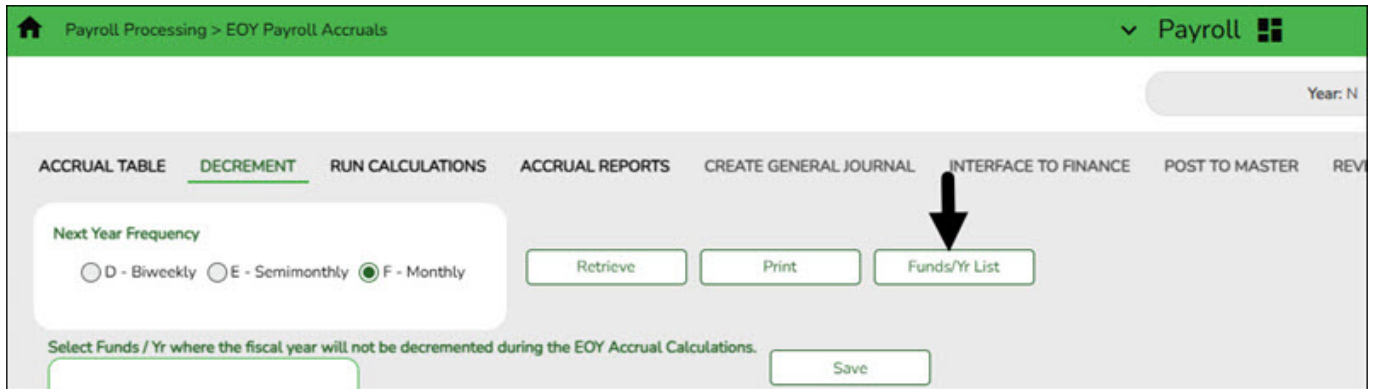 Payroll Processing > EOY Payroll Accruals
Payroll
Year: N
ACCRUAL TABLE DECREMENT RUN CALCULATIONS ACCRUAL REPORTS CREATE GENERAL JOURNAL INTERFACE TO FINANCE POST TO MASTER REVE
Next Year Frequency
D - Biweekly E - Semimonthly F - Monthly
Retrieve Print Funds/Yr List
Select Funds / Yr where the fiscal year will not be decremented during the EOY Accrual Calculations.
Save